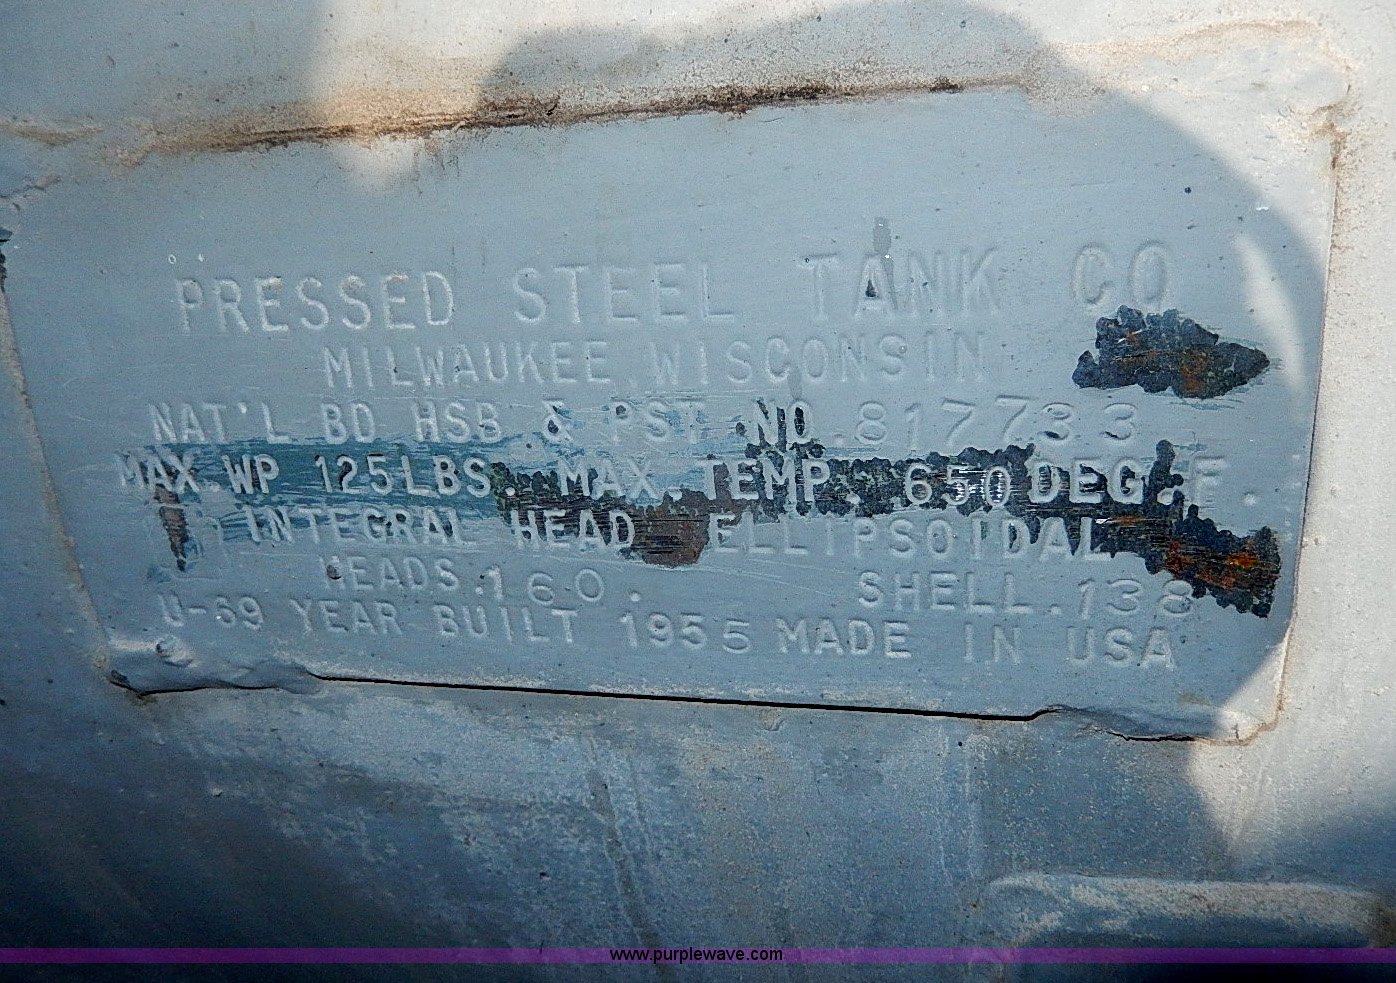 PRESSED STEEL TANK CO
MILWAUKEE, WISCONSIN
NAT'L BD HSB & PST NO. 817733
MAX WP 125LBS. MAX. TEMP. 650 DEG. F.
INTEGRAL HEAD ELLIPSOIDAL
HEADS .160. SHELL .138
U-69 YEAR BUILT 1955 MADE IN USA
www.purplewave.com